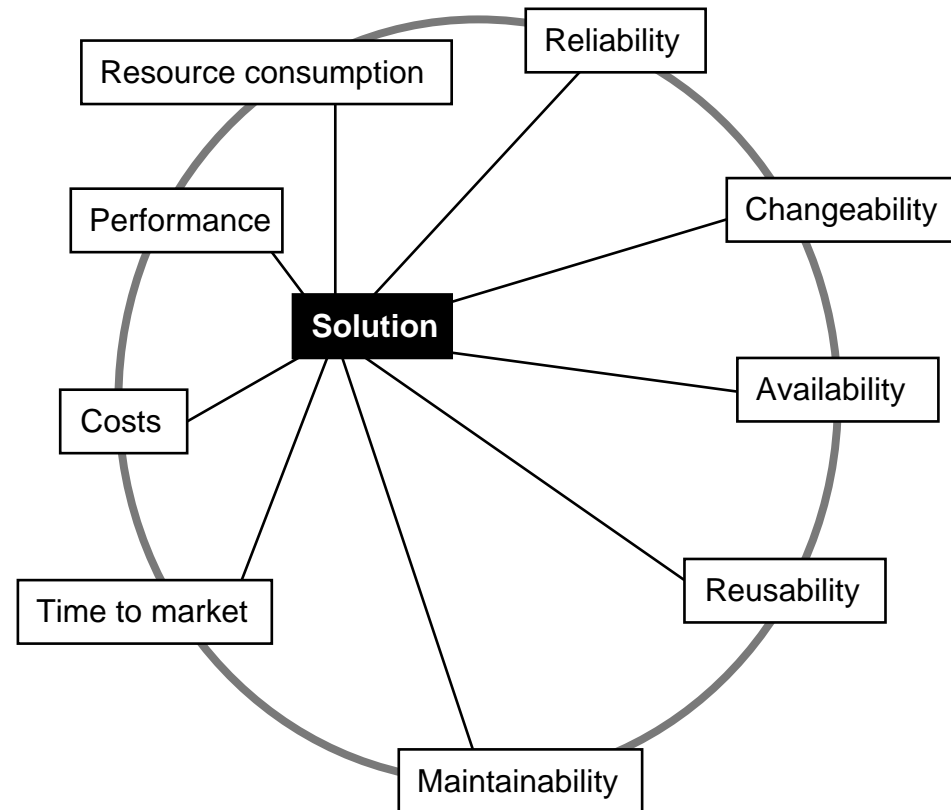 Reliability
Resource consumption
Changeability
Performance
Solution
Availability
Costs
Reusability
Time to market
Maintainability